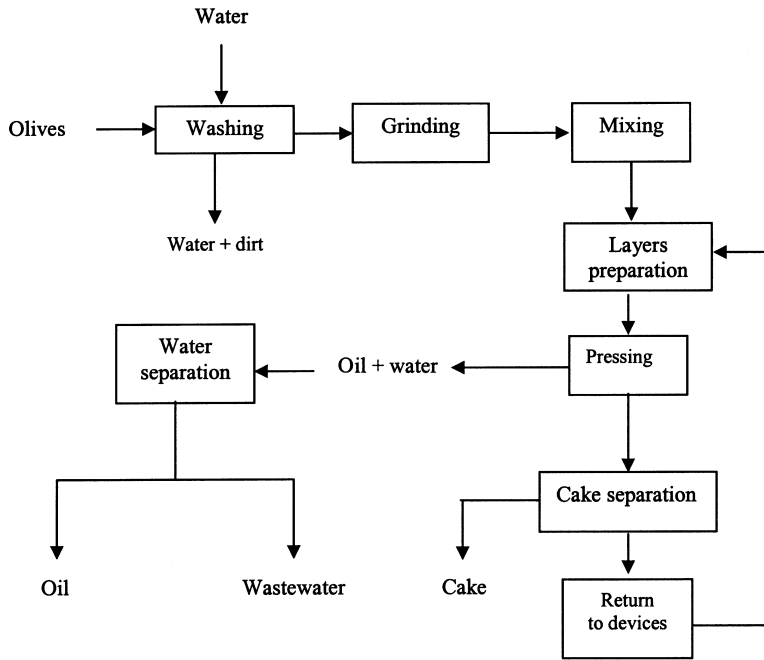 Water
Olives
Washing
Grinding
Mixing
Water + dirt
Layers
preparation
Water
separation
Oil + water
Pressing
Cake separation
Oil
Wastewater
Cake
Return
to devices